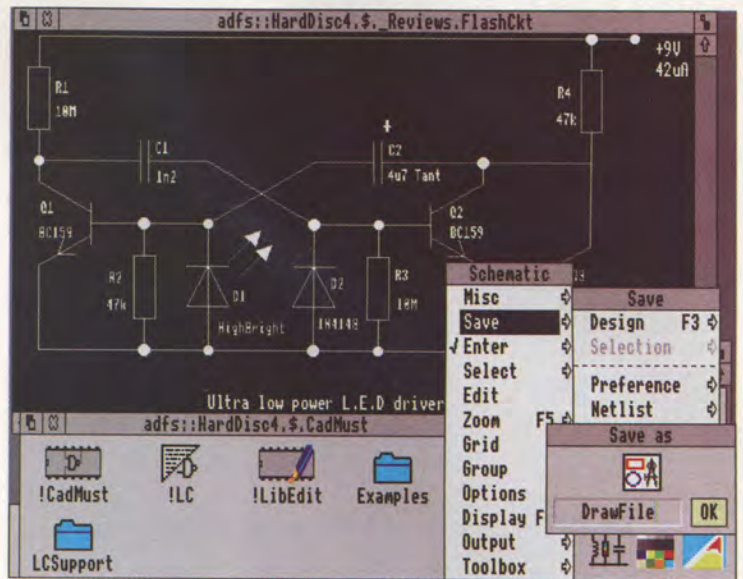 adfs::HardDisc4.$._Reviews.FlashCkt
+9V
42uA
R1
10M
R4
47k
C1
1n2
C2
4u7 Tant
Q1
BC159
Q2
BC159
R2
47k
D1
HighBright
D2
1N4148
R3
10M
Ultra low power L.E.D driver
Schematic
Misc
Save
Enter
Select
Edit
Zoom F5
Grid
Group
Options
Display F
Output
Toolbox
Save
Design F3
Selection
Preference
Netlist
Save as
DrawFile
OK
adfs::HardDisc4.$.CadMust
!CadMust
!LC
!LibEdit
Examples
LCSupport